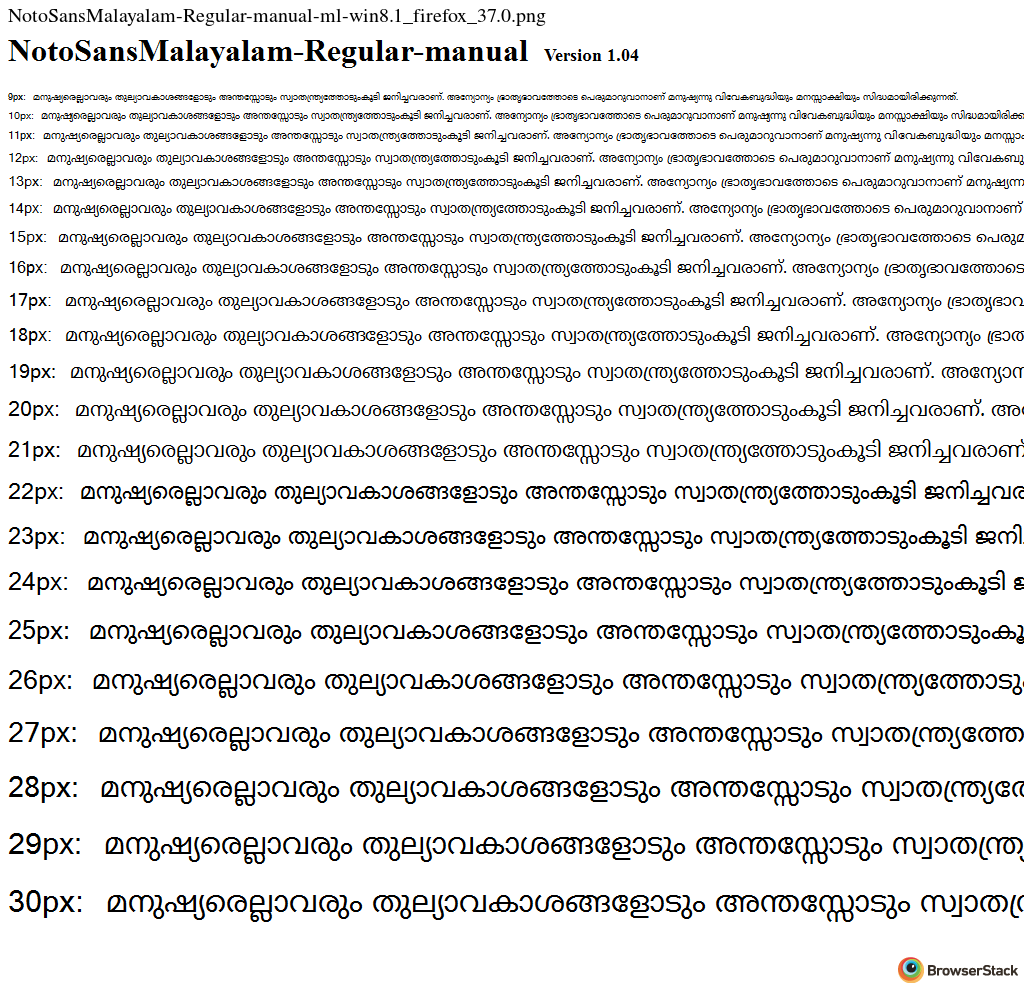 NotoSansMalayalam-Regular-manual-ml-win8.1_firefox_37.0.png
NotoSansMalayalam-Regular-manual Version 1.04
9px: മനുഷ്യരെല്ലാവരും തുല്യാവകാശങ്ങളോടും അന്തസ്സോടും സ്വാതന്ത്ര്യത്തോടുംകൂടി ജനിച്ചവരാണ്. അന്യോന്യം ഭ്രാതൃഭാവത്തോടെ പെരുമാറുവാനാണ് മനുഷ്യന്നു വിവേകബുദ്ധിയും മനസ്സാക്ഷിയും സിദ്ധമായിരിക്കുന്നത്.
10px: മനുഷ്യരെല്ലാവരും തുല്യാവകാശങ്ങളോടും അന്തസ്സോടും സ്വാതന്ത്ര്യത്തോടുംകൂടി ജനിച്ചവരാണ്. അന്യോന്യം ഭ്രാതൃഭാവത്തോടെ പെരുമാറുവാനാണ് മനുഷ്യന്നു വിവേകബുദ്ധിയും മനസ്സാക്ഷിയും സിദ്ധമായിരിക്ക
11px: മനുഷ്യരെല്ലാവരും തുല്യാവകാശങ്ങളോടും അന്തസ്സോടും സ്വാതന്ത്ര്യത്തോടുംകൂടി ജനിച്ചവരാണ്. അന്യോന്യം ഭ്രാതൃഭാവത്തോടെ പെരുമാറുവാനാണ് മനുഷ്യന്നു വിവേകബുദ്ധിയും മനസ്സാ
12px: മനുഷ്യരെല്ലാവരും തുല്യാവകാശങ്ങളോടും അന്തസ്സോടും സ്വാതന്ത്ര്യത്തോടുംകൂടി ജനിച്ചവരാണ്. അന്യോന്യം ഭ്രാതൃഭാവത്തോടെ പെരുമാറുവാനാണ് മനുഷ്യന്നു വിവേകബു
13px: മനുഷ്യരെല്ലാവരും തുല്യാവകാശങ്ങളോടും അന്തസ്സോടും സ്വാതന്ത്ര്യത്തോടുംകൂടി ജനിച്ചവരാണ്. അന്യോന്യം ഭ്രാതൃഭാവത്തോടെ പെരുമാറുവാനാണ് മനുഷ്യന്ന
14px: മനുഷ്യരെല്ലാവരും തുല്യാവകാശങ്ങളോടും അന്തസ്സോടും സ്വാതന്ത്ര്യത്തോടുംകൂടി ജനിച്ചവരാണ്. അന്യോന്യം ഭ്രാതൃഭാവത്തോടെ പെരുമാറുവാനാണ്
15px: മനുഷ്യരെല്ലാവരും തുല്യാവകാശങ്ങളോടും അന്തസ്സോടും സ്വാതന്ത്ര്യത്തോടുംകൂടി ജനിച്ചവരാണ്. അന്യോന്യം ഭ്രാതൃഭാവത്തോടെ പെരുമ
16px: മനുഷ്യരെല്ലാവരും തുല്യാവകാശങ്ങളോടും അന്തസ്സോടും സ്വാതന്ത്ര്യത്തോടുംകൂടി ജനിച്ചവരാണ്. അന്യോന്യം ഭ്രാതൃഭാവത്തോടെ
17px: മനുഷ്യരെല്ലാവരും തുല്യാവകാശങ്ങളോടും അന്തസ്സോടും സ്വാതന്ത്ര്യത്തോടുംകൂടി ജനിച്ചവരാണ്. അന്യോന്യം ഭ്രാതൃഭാവ
18px: മനുഷ്യരെല്ലാവരും തുല്യാവകാശങ്ങളോടും അന്തസ്സോടും സ്വാതന്ത്ര്യത്തോടുംകൂടി ജനിച്ചവരാണ്. അന്യോന്യം ഭ്രാത
19px: മനുഷ്യരെല്ലാവരും തുല്യാവകാശങ്ങളോടും അന്തസ്സോടും സ്വാതന്ത്ര്യത്തോടുംകൂടി ജനിച്ചവരാണ്. അന്യോന
20px: മനുഷ്യരെല്ലാവരും തുല്യാവകാശങ്ങളോടും അന്തസ്സോടും സ്വാതന്ത്ര്യത്തോടുംകൂടി ജനിച്ചവരാണ്. അ
21px: മനുഷ്യരെല്ലാവരും തുല്യാവകാശങ്ങളോടും അന്തസ്സോടും സ്വാതന്ത്ര്യത്തോടുംകൂടി ജനിച്ചവരാണ്
22px: മനുഷ്യരെല്ലാവരും തുല്യാവകാശങ്ങളോടും അന്തസ്സോടും സ്വാതന്ത്ര്യത്തോടുംകൂടി ജനിച്ചവര
23px: മനുഷ്യരെല്ലാവരും തുല്യാവകാശങ്ങളോടും അന്തസ്സോടും സ്വാതന്ത്ര്യത്തോടുംകൂടി ജനി
24px: മനുഷ്യരെല്ലാവരും തുല്യാവകാശങ്ങളോടും അന്തസ്സോടും സ്വാതന്ത്ര്യത്തോടുംകൂടി
25px: മനുഷ്യരെല്ലാവരും തുല്യാവകാശങ്ങളോടും അന്തസ്സോടും സ്വാതന്ത്ര്യത്തോടുംകൂ
26px: മനുഷ്യരെല്ലാവരും തുല്യാവകാശങ്ങളോടും അന്തസ്സോടും സ്വാതന്ത്ര്യത്തോടു
27px: മനുഷ്യരെല്ലാവരും തുല്യാവകാശങ്ങളോടും അന്തസ്സോടും സ്വാതന്ത്ര്യത്തോ
28px: മനുഷ്യരെല്ലാവരും തുല്യാവകാശങ്ങളോടും അന്തസ്സോടും സ്വാതന്ത്ര്യ
29px: മനുഷ്യരെല്ലാവരും തുല്യാവകാശങ്ങളോടും അന്തസ്സോടും സ്വാതന്ത്ര്യ
30px: മനുഷ്യരെല്ലാവരും തുല്യാവകാശങ്ങളോടും അന്തസ്സോടും സ്വാതന്ത്ര
BrowserStack